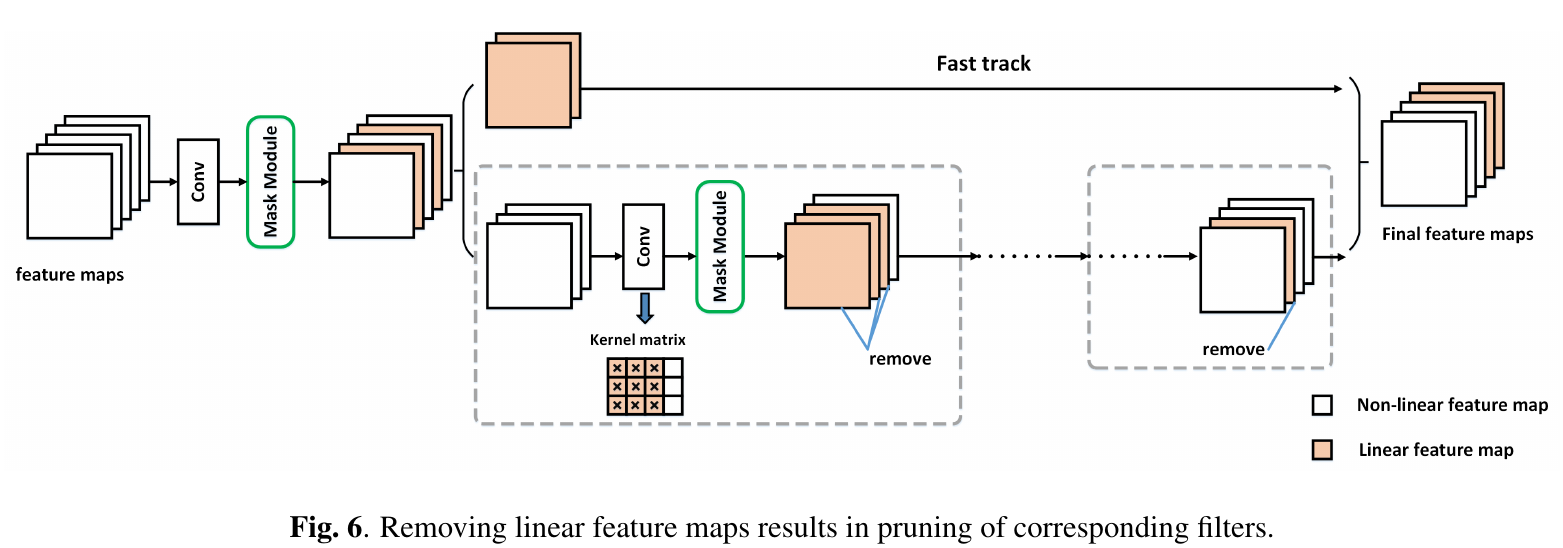 Fast track
feature maps
Conv
Mask Module
Conv
Mask Module
Kernel matrix
× × ×
× × ×
× × ×
remove
remove
Final feature maps
Non-linear feature map
Linear feature map
Fig. 6. Removing linear feature maps results in pruning of corresponding filters.